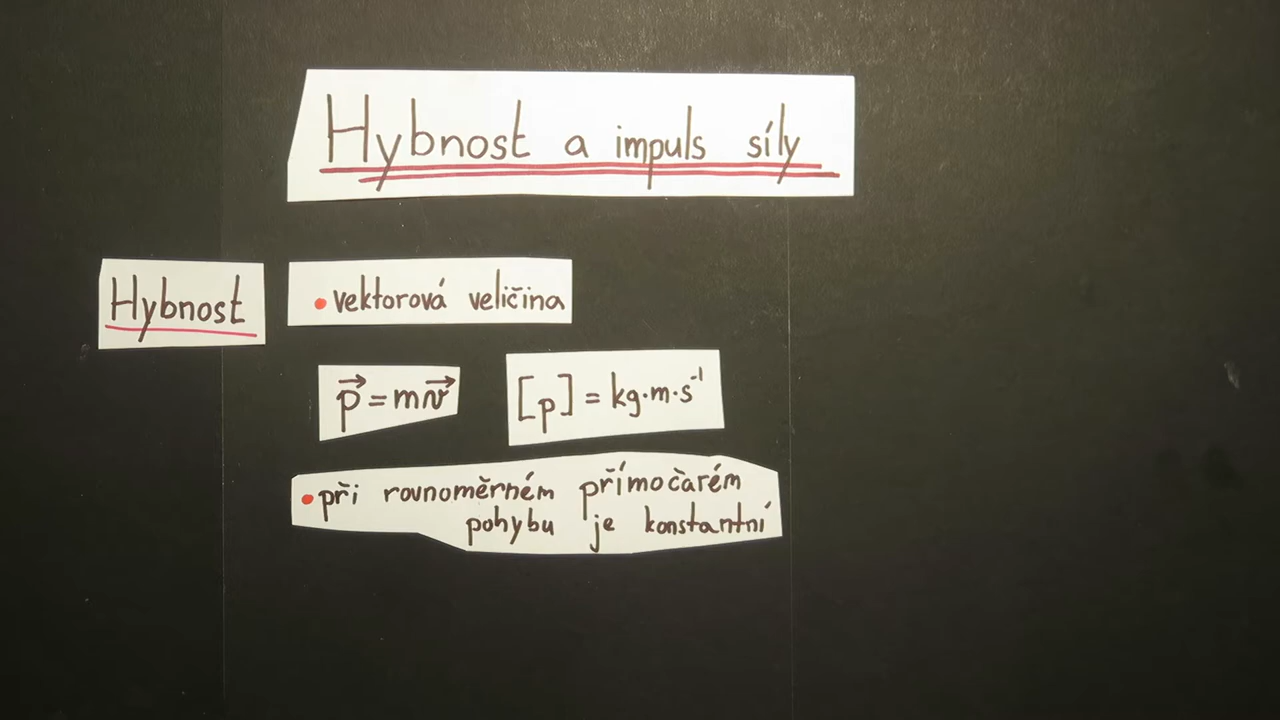 Hybnost a impuls síly
Hybnost
• vektorová veličina
p⃗ = mv⃗
[p] = kg·m·s⁻¹
• při rovnoměrném přímočarém
pohybu je konstantní